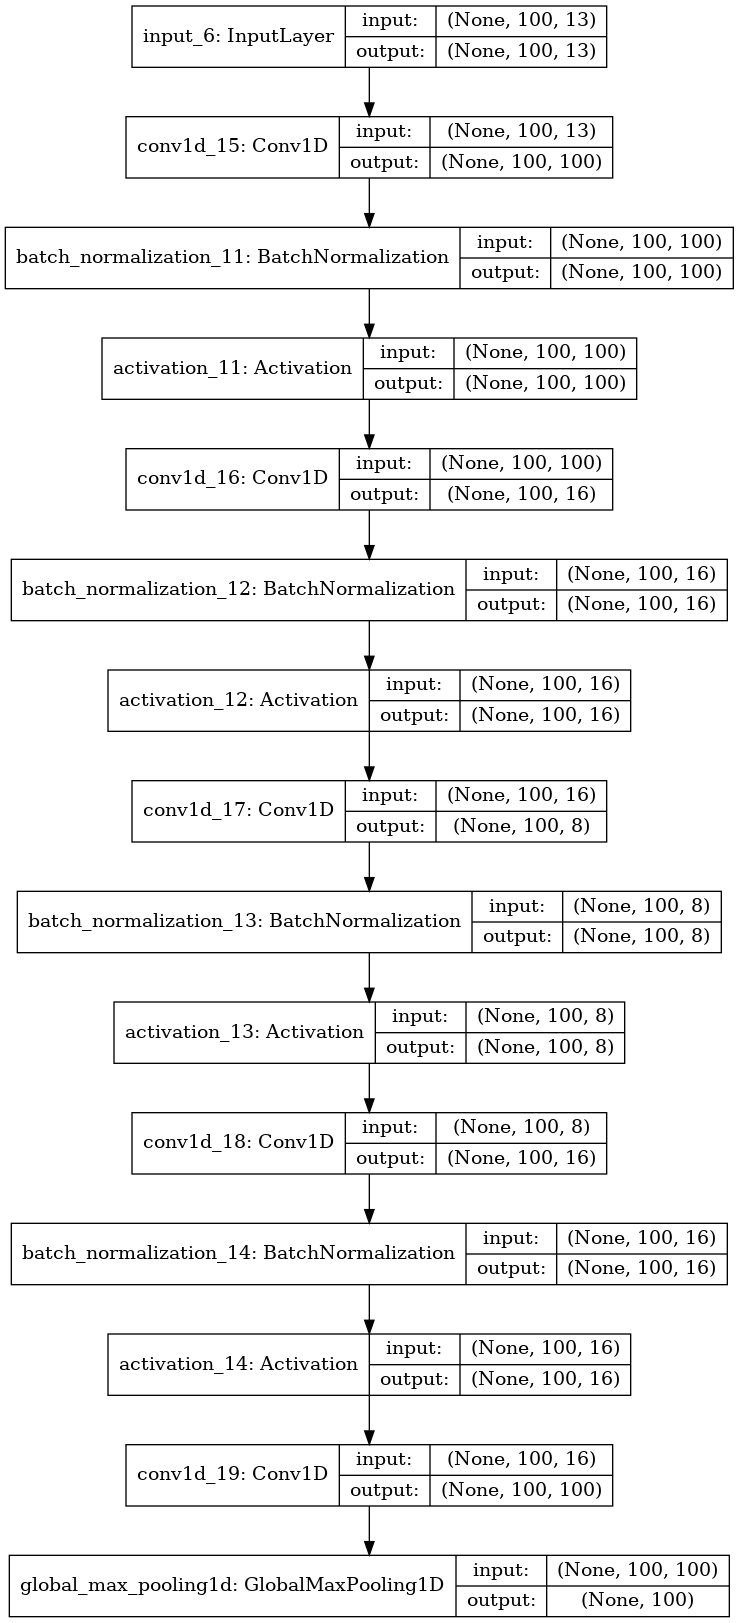 input_6: InputLayer
input: (None, 100, 13)
output: (None, 100, 13)
conv1d_15: Conv1D
input: (None, 100, 13)
output: (None, 100, 100)
batch_normalization_11: BatchNormalization
input: (None, 100, 100)
output: (None, 100, 100)
activation_11: Activation
input: (None, 100, 100)
output: (None, 100, 100)
conv1d_16: Conv1D
input: (None, 100, 100)
output: (None, 100, 16)
batch_normalization_12: BatchNormalization
input: (None, 100, 16)
output: (None, 100, 16)
activation_12: Activation
input: (None, 100, 16)
output: (None, 100, 16)
conv1d_17: Conv1D
input: (None, 100, 16)
output: (None, 100, 8)
batch_normalization_13: BatchNormalization
input: (None, 100, 8)
output: (None, 100, 8)
activation_13: Activation
input: (None, 100, 8)
output: (None, 100, 8)
conv1d_18: Conv1D
input: (None, 100, 8)
output: (None, 100, 16)
batch_normalization_14: BatchNormalization
input: (None, 100, 16)
output: (None, 100, 16)
activation_14: Activation
input: (None, 100, 16)
output: (None, 100, 16)
conv1d_19: Conv1D
input: (None, 100, 16)
output: (None, 100, 100)
global_max_pooling1d: GlobalMaxPooling1D
input: (None, 100, 100)
output: (None, 100)